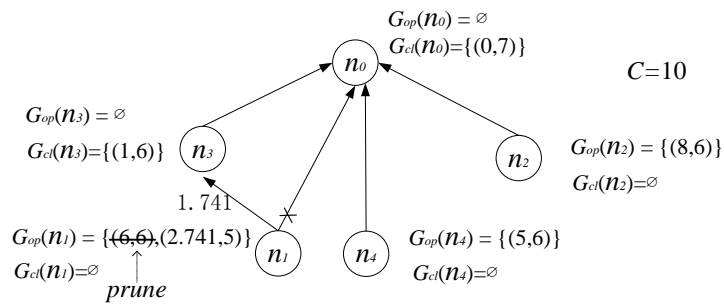 Gop(n0) = ∅
Gcl(n0)={(0,7)}
n0
C=10
Gop(n3) = ∅
Gcl(n3)={(1,6)}
n3
n2
Gop(n2) = {(8,6)}
Gcl(n2)=∅
1.741
Gop(n1) = {(6,6),(2.741,5)}
Gcl(n1)=∅
prune
n1
n4
Gop(n4) = {(5,6)}
Gcl(n4)=∅